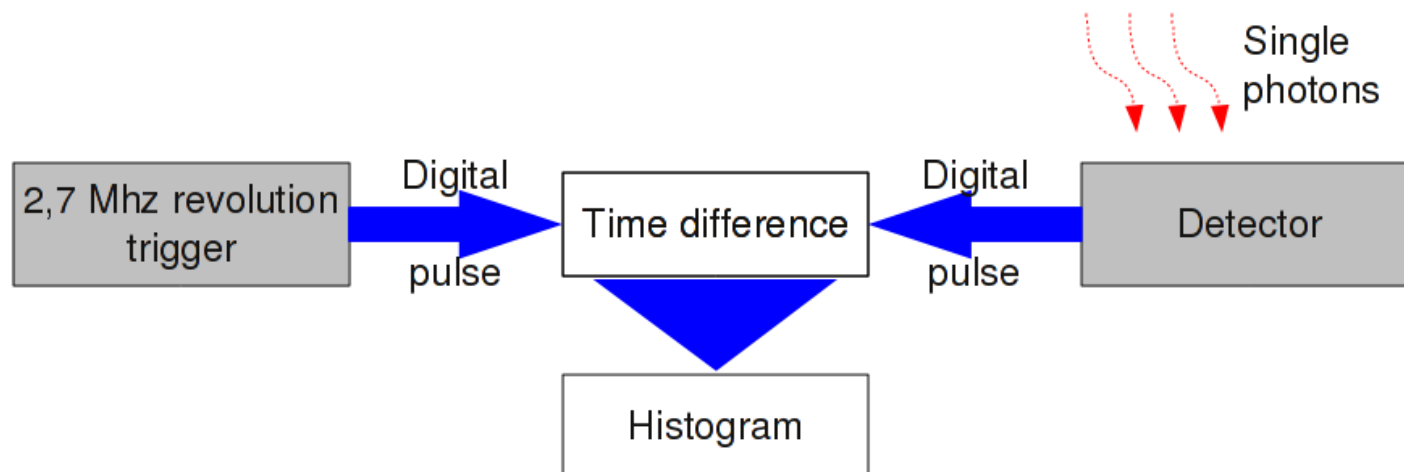 Single
photons
2,7 Mhz revolution
trigger
Digital
pulse
Time difference
Digital
pulse
Detector
Histogram